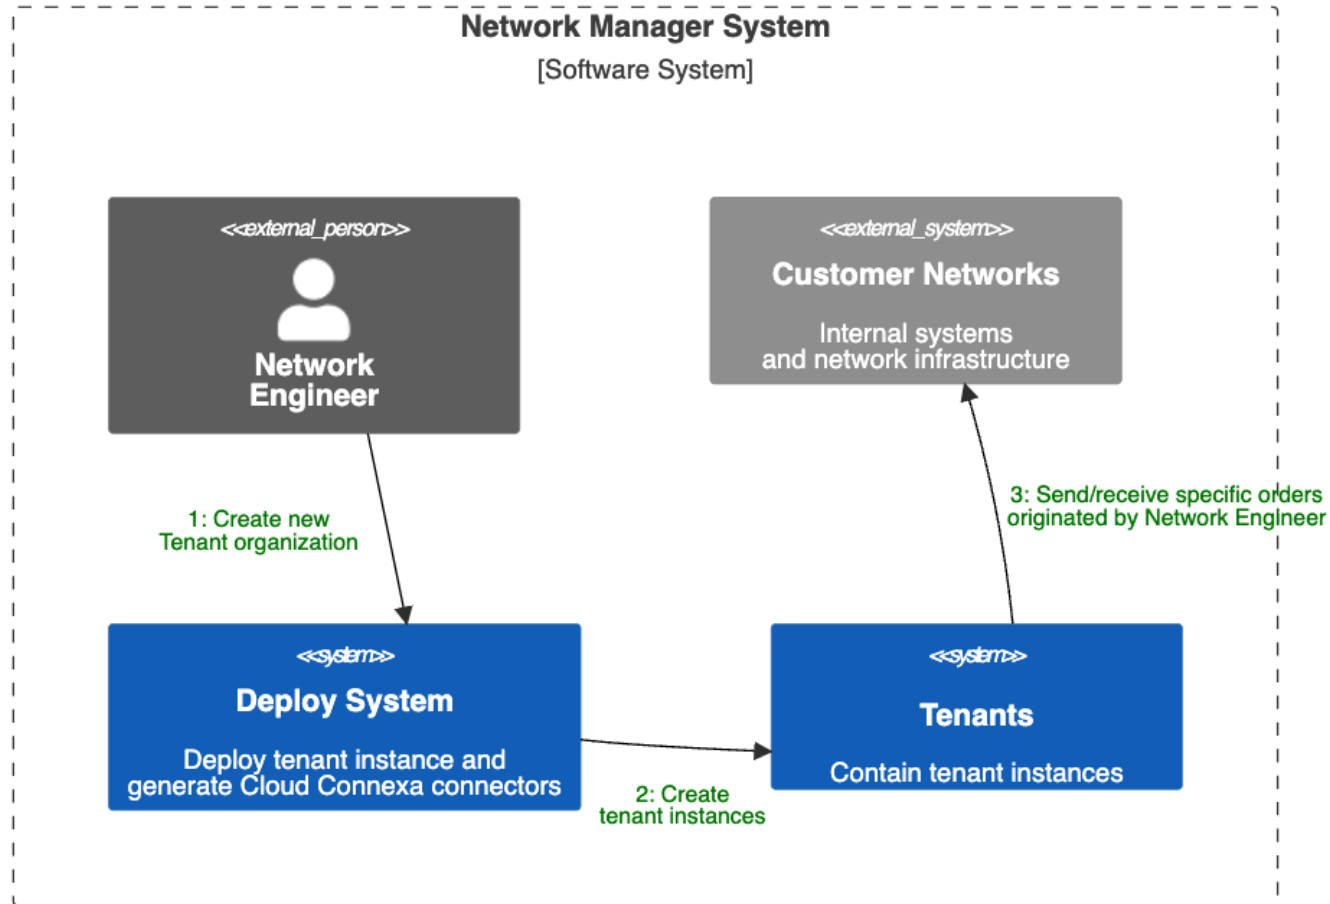 Network Manager System
[Software System]
<<external_person>>
Network
Engineer
<<external_system>>
Customer Networks
Internal systems
and network infrastructure
1: Create new
Tenant organization
3: Send/receive specific orders
originated by Network Engineer
<<system>>
Deploy System
Deploy tenant instance and
generate Cloud Connexa connectors
2: Create
tenant instances
<<system>>
Tenants
Contain tenant instances